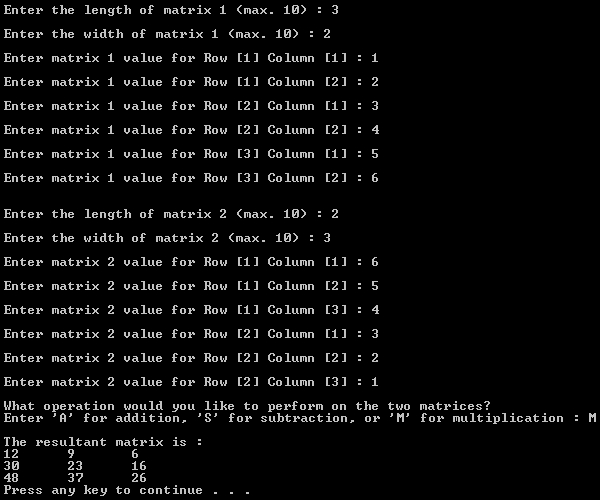 Enter the length of matrix 1 (max. 10) : 3
Enter the width of matrix 1 (max. 10) : 2
Enter matrix 1 value for Row [1] Column [1] : 1
Enter matrix 1 value for Row [1] Column [2] : 2
Enter matrix 1 value for Row [2] Column [1] : 3
Enter matrix 1 value for Row [2] Column [2] : 4
Enter matrix 1 value for Row [3] Column [1] : 5
Enter matrix 1 value for Row [3] Column [2] : 6
Enter the length of matrix 2 (max. 10) : 2
Enter the width of matrix 2 (max. 10) : 3
Enter matrix 2 value for Row [1] Column [1] : 6
Enter matrix 2 value for Row [1] Column [2] : 5
Enter matrix 2 value for Row [1] Column [3] : 4
Enter matrix 2 value for Row [2] Column [1] : 3
Enter matrix 2 value for Row [2] Column [2] : 2
Enter matrix 2 value for Row [2] Column [3] : 1
What operation would you like to perform on the two matrices?
Enter 'A' for addition, 'S' for subtraction, or 'M' for multiplication : M
The resultant matrix is :
12 9 6
30 23 16
48 37 26
Press any key to continue . . .